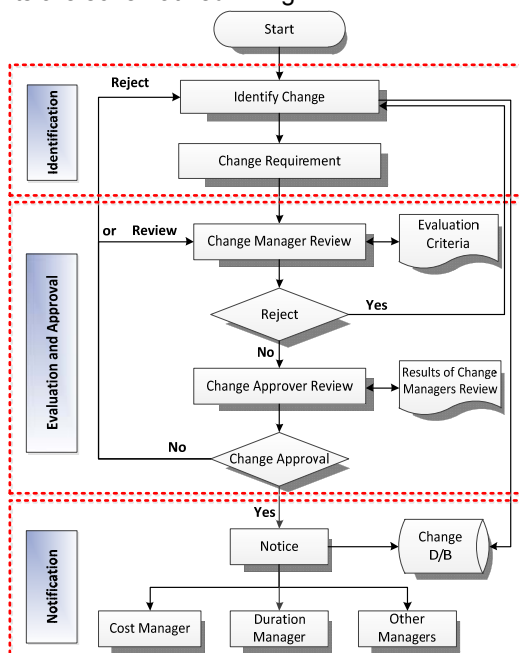 Start
Identification
Reject
Identify Change
Change Requirement
Evaluation and Approval
or Review
Change Manager Review
Evaluation
Criteria
Reject
Yes
No
Change Approver Review
Results of Change
Managers Review
No
Change Approval
Yes
Notification
Notice
Change
D/B
Cost Manager
Duration
Manager
Other
Managers